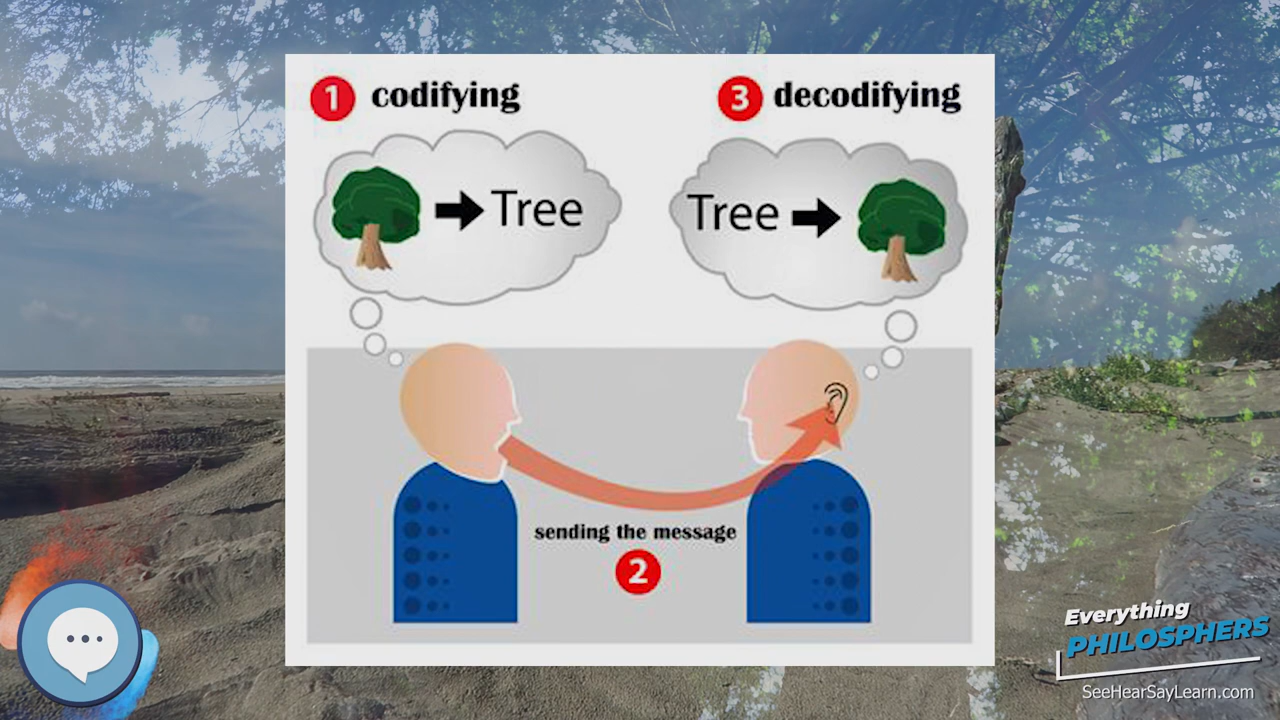 1 codifying
3 decodifying
Tree
Tree
sending the message
2
Everything
PHILOSPHERS
SeeHearSayLearn.com